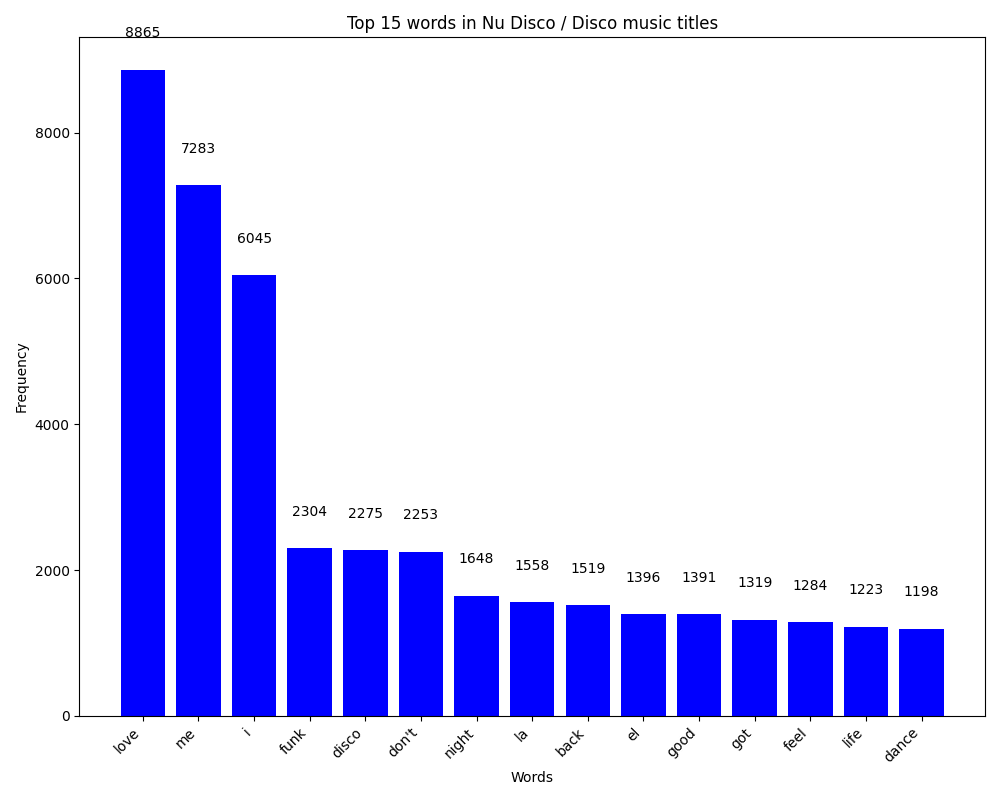 Top 15 words in Nu Disco / Disco music titles
8865
7283
6045
2304
2275
2253
1648
1558
1519
1396
1391
1319
1284
1223
1198
8000
6000
4000
2000
0
Frequency
love
me
i
funk
disco
don't
night
la
back
el
good
got
feel
life
dance
Words